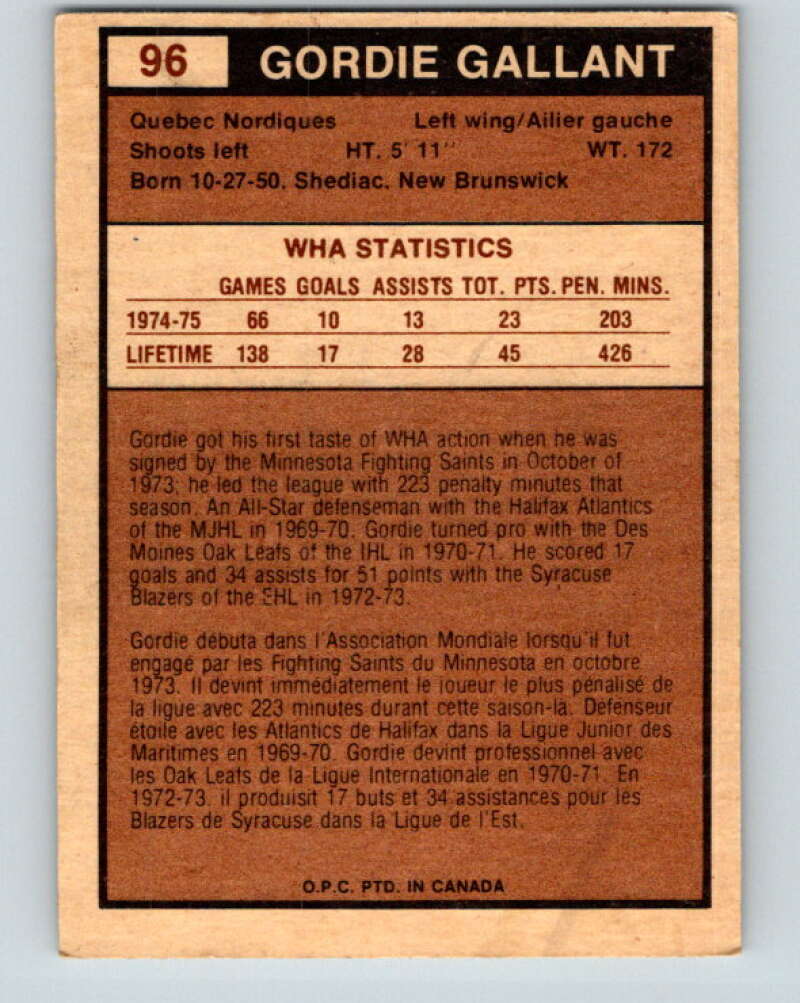 96 GORDIE GALLANT
Quebec Nordiques Left wing/Ailier gauche
Shoots left HT. 5' 11" WT. 172
Born 10-27-50. Shediac. New Brunswick
WHA STATISTICS
GAMES GOALS ASSISTS TOT. PTS. PEN. MINS.
1974-75 66 10 13 23 203
LIFETIME 138 17 28 45 426
Gordie got his first taste of WHA action when he was
signed by the Minnesota Fighting Saints in October of
1973; he led the league with 223 penalty minutes that
season. An All-Star defenseman with the Halifax Atlantics
of the MJHL in 1969-70. Gordie turned pro with the Des
Moines Oak Leafs of the IHL in 1970-71. He scored 17
goals and 34 assists for 51 points with the Syracuse
Blazers of the EHL in 1972-73.
Gordie débuta dans l'Association Mondiale lorsqu'il fut
engagé par les Fighting Saints du Minnesota en octobre
1973. Il devint immédiatement le joueur le plus pénalisé de
la ligue avec 223 minutes durant cette saison-là. Défenseur
étoile avec les Atlantics de Halifax dans la Ligue Junior des
Maritimes en 1969-70. Gordie devint professionnel avec
les Oak Leafs de la Ligue Internationale en 1970-71. En
1972-73. il produisit 17 buts et 34 assistances pour les
Blazers de Syracuse dans la Ligue de l'Est.
O.P.C. PTD. IN CANADA